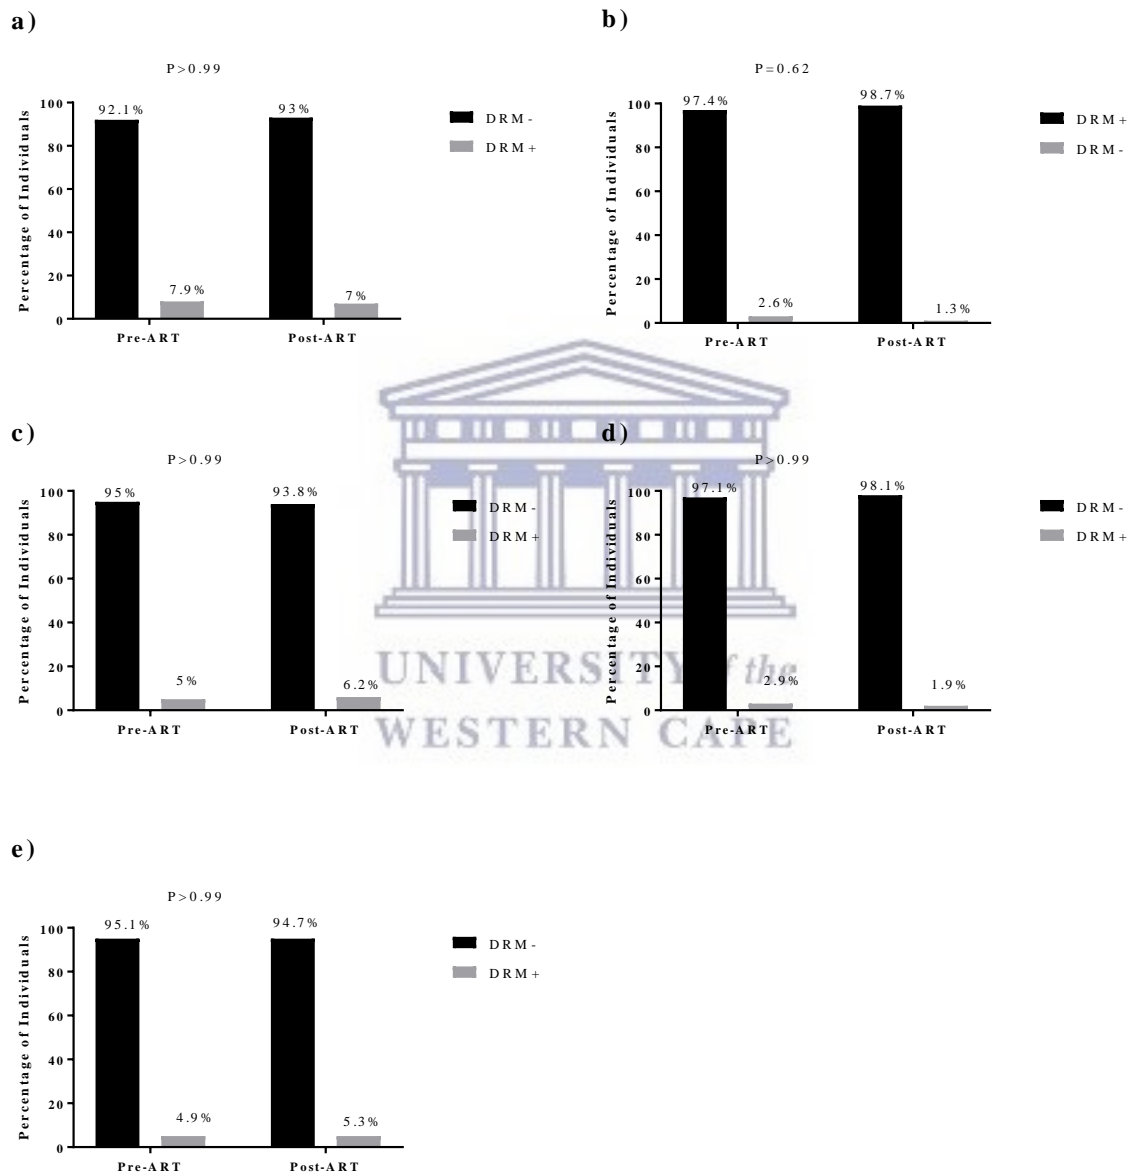 a)
P>0.99
Percentage of Individuals
100
80
60
40
20
0
92.1%
7.9%
93%
7%
Pre-ART
Post-ART
DRM-
DRM+
b)
P=0.62
Percentage of Individuals
100
80
60
40
20
0
97.4%
2.6%
98.7%
1.3%
Pre-ART
Post-ART
DRM+
DRM-
c)
P>0.99
Percentage of Individuals
100
80
60
40
20
0
95%
5%
93.8%
6.2%
Pre-ART
Post-ART
DRM-
DRM+
d)
P>0.99
Percentage of Individuals
100
80
60
40
20
0
97.1%
2.9%
98.1%
1.9%
Pre-ART
Post-ART
DRM-
DRM+
UNIVERSITY of the
WESTERN CAPE
e)
P>0.99
Percentage of Individuals
100
80
60
40
20
0
95.1%
4.9%
94.7%
5.3%
Pre-ART
Post-ART
DRM-
DRM+